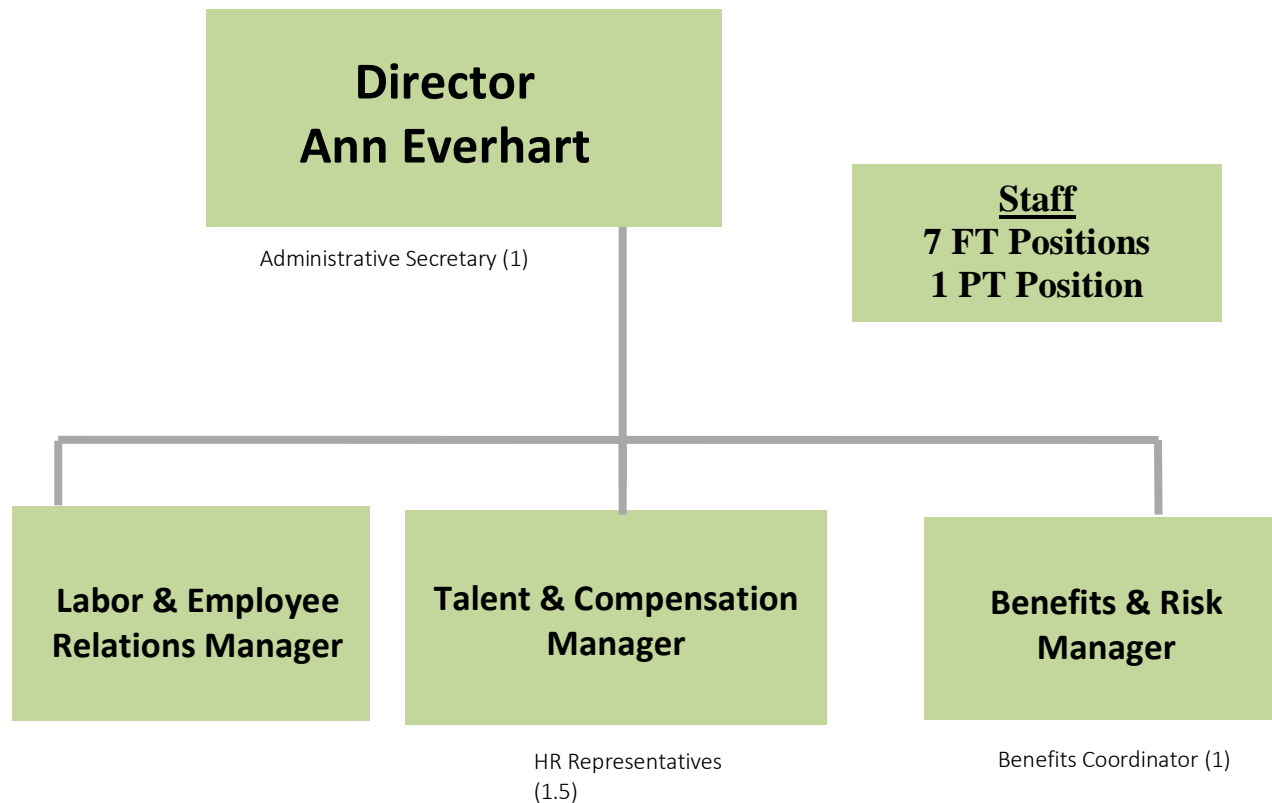 Director
Ann Everhart
Administrative Secretary (1)
Staff
7 FT Positions
1 PT Position
Labor & Employee
Relations Manager
Talent & Compensation
Manager
Benefits & Risk
Manager
HR Representatives
(1.5)
Benefits Coordinator (1)